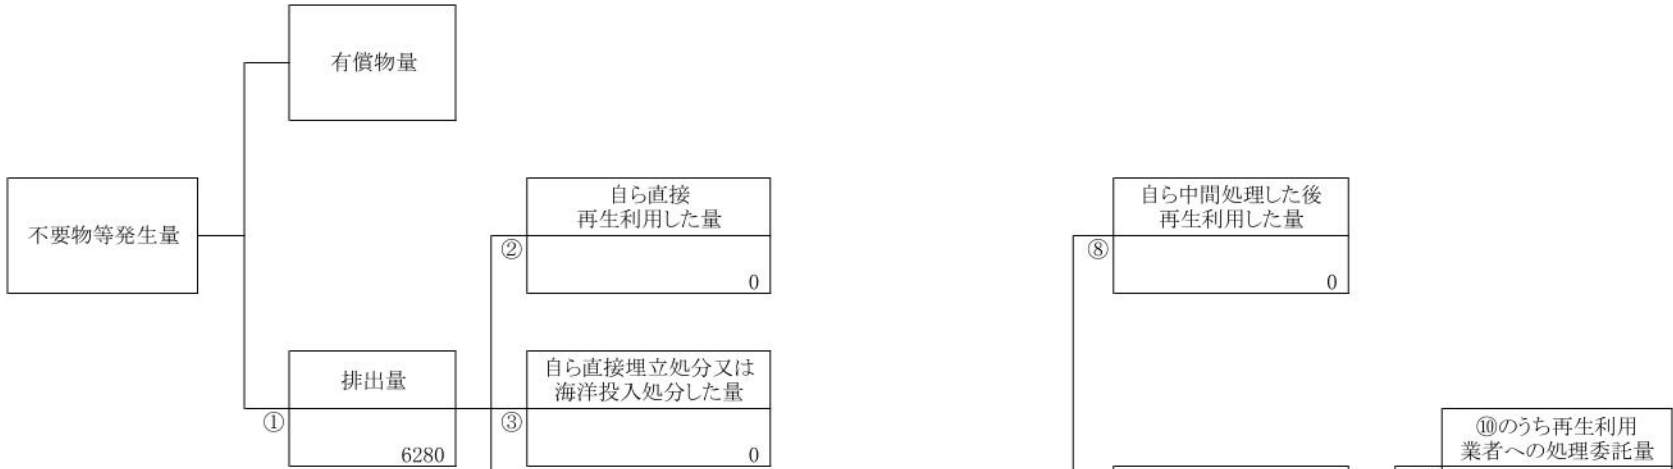 有償物量
不要物等発生量
自ら直接
再生利用した量
②
0
自ら中間処理した後
再生利用した量
⑧
0
排出量
①
6280
自ら直接埋立処分又は
海洋投入処分した量
③
0
⑩のうち再生利用
業者への処理委託量